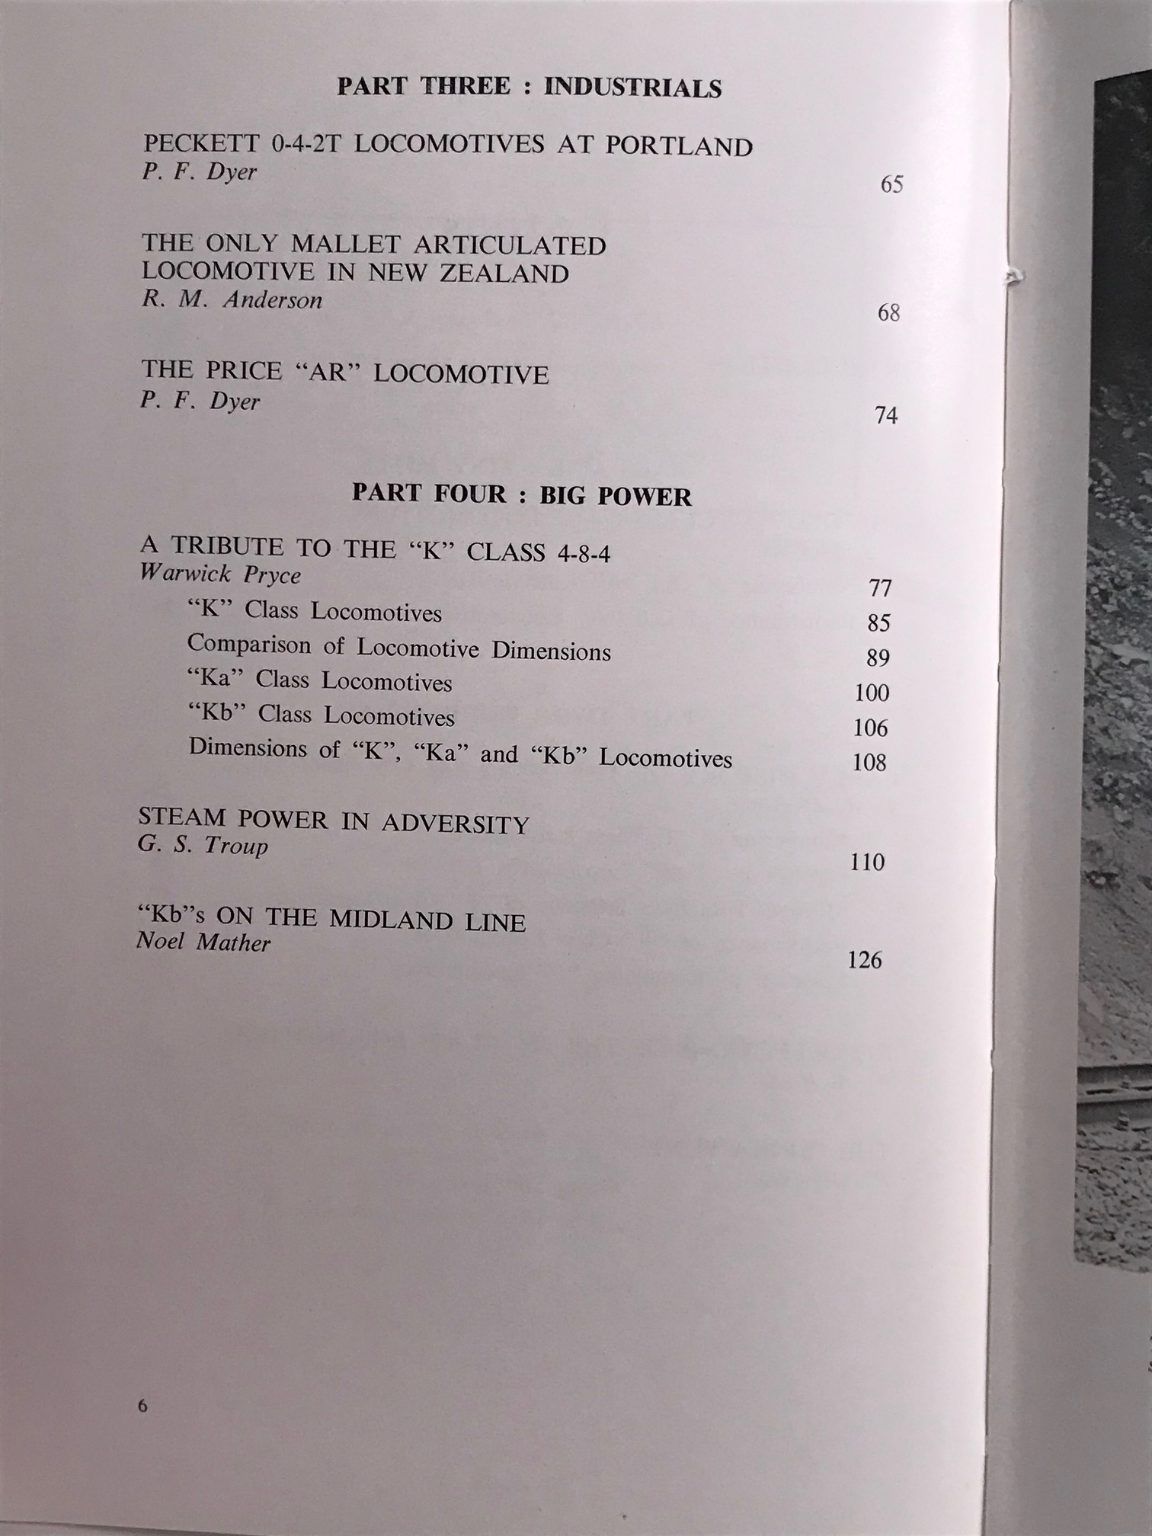 PART THREE : INDUSTRIALS
PECKETT 0-4-2T LOCOMOTIVES AT PORTLAND
P. F. Dyer 65
THE ONLY MALLET ARTICULATED
LOCOMOTIVE IN NEW ZEALAND
R. M. Anderson 68
THE PRICE “AR” LOCOMOTIVE
P. F. Dyer 74
PART FOUR : BIG POWER
A TRIBUTE TO THE “K” CLASS 4-8-4
Warwick Pryce 77
“K” Class Locomotives 85
Comparison of Locomotive Dimensions 89
“Ka” Class Locomotives 100
“Kb” Class Locomotives 106
Dimensions of “K”, “Ka” and “Kb” Locomotives 108
STEAM POWER IN ADVERSITY
G. S. Troup 110
“Kb”s ON THE MIDLAND LINE
Noel Mather 126
6